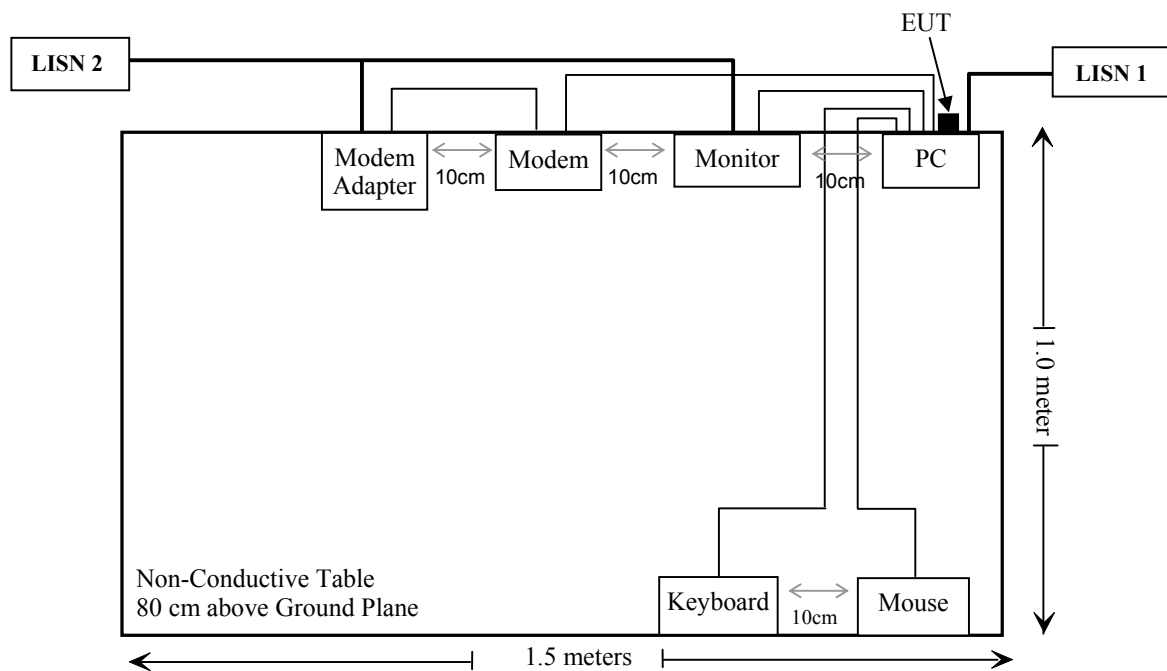 EUT
LISN 2
LISN 1
Modem
Adapter
10cm
Modem
10cm
Monitor
10cm
PC
1.0 meter
Non-Conductive Table
80 cm above Ground Plane
Keyboard
10cm
Mouse
1.5 meters